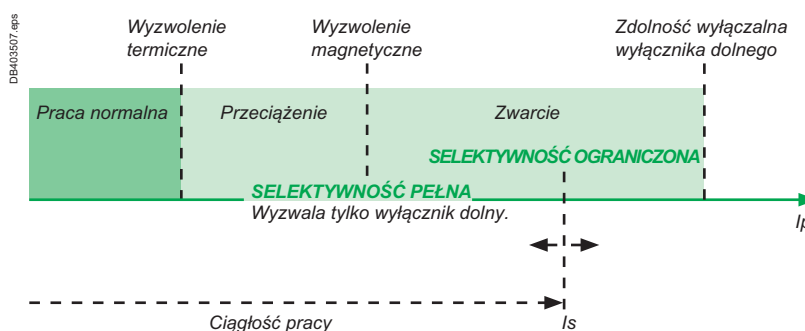 DB403507.eps
Wyzwolenie
termiczne
Wyzwolenie
magnetyczne
Zdolność wyłączalna
wyłącznika dolnego
Praca normalna
Przeciążenie
Zwarcie
SELEKTYWNOŚĆ OGRANICZONA
SELEKTYWNOŚĆ PEŁNA
Wyzwala tylko wyłącznik dolny.
Ip
Ciągłość pracy
Is